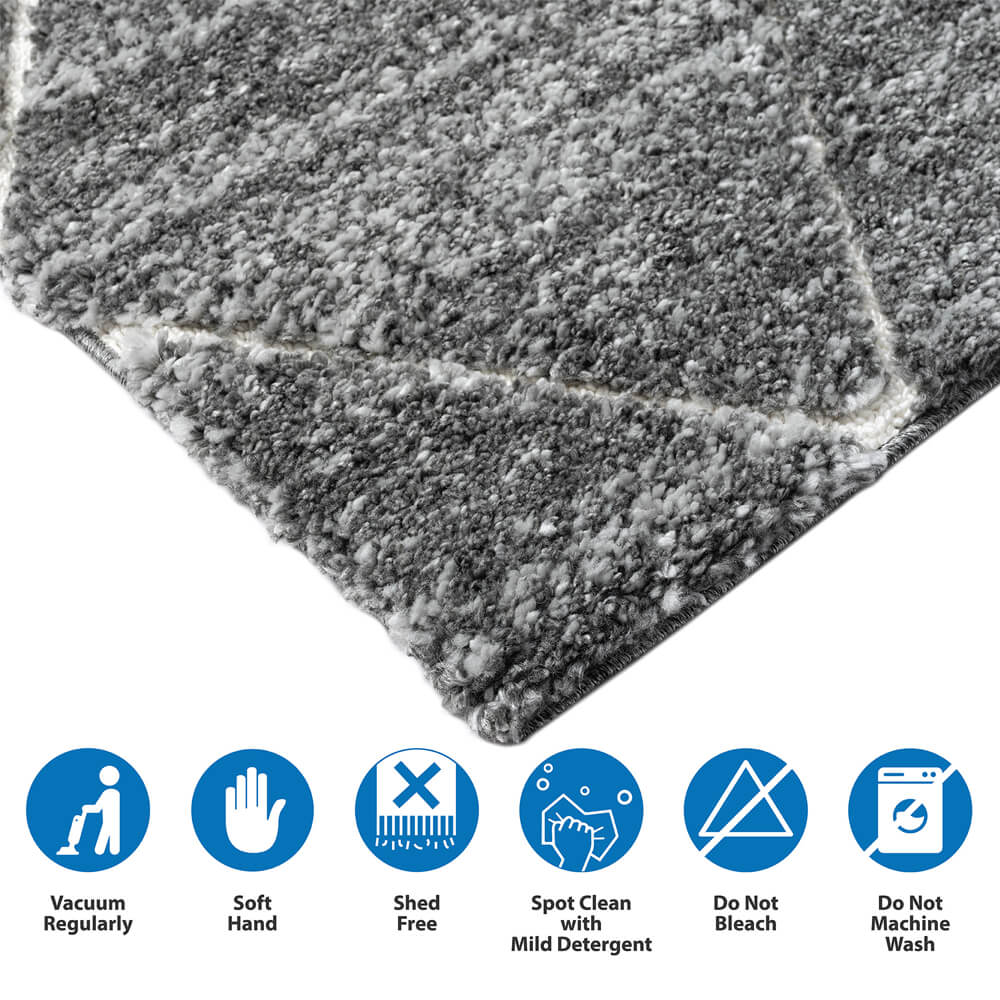 Vacuum
Regularly
Soft
Hand
Shed
Free
Spot Clean
with
Mild Detergent
Do Not
Bleach
Do Not
Machine
Wash